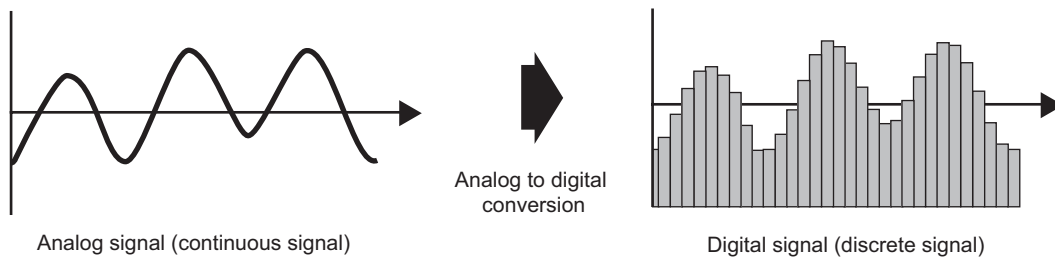 Analog to digital
conversion
Analog signal (continuous signal)
Digital signal (discrete signal)